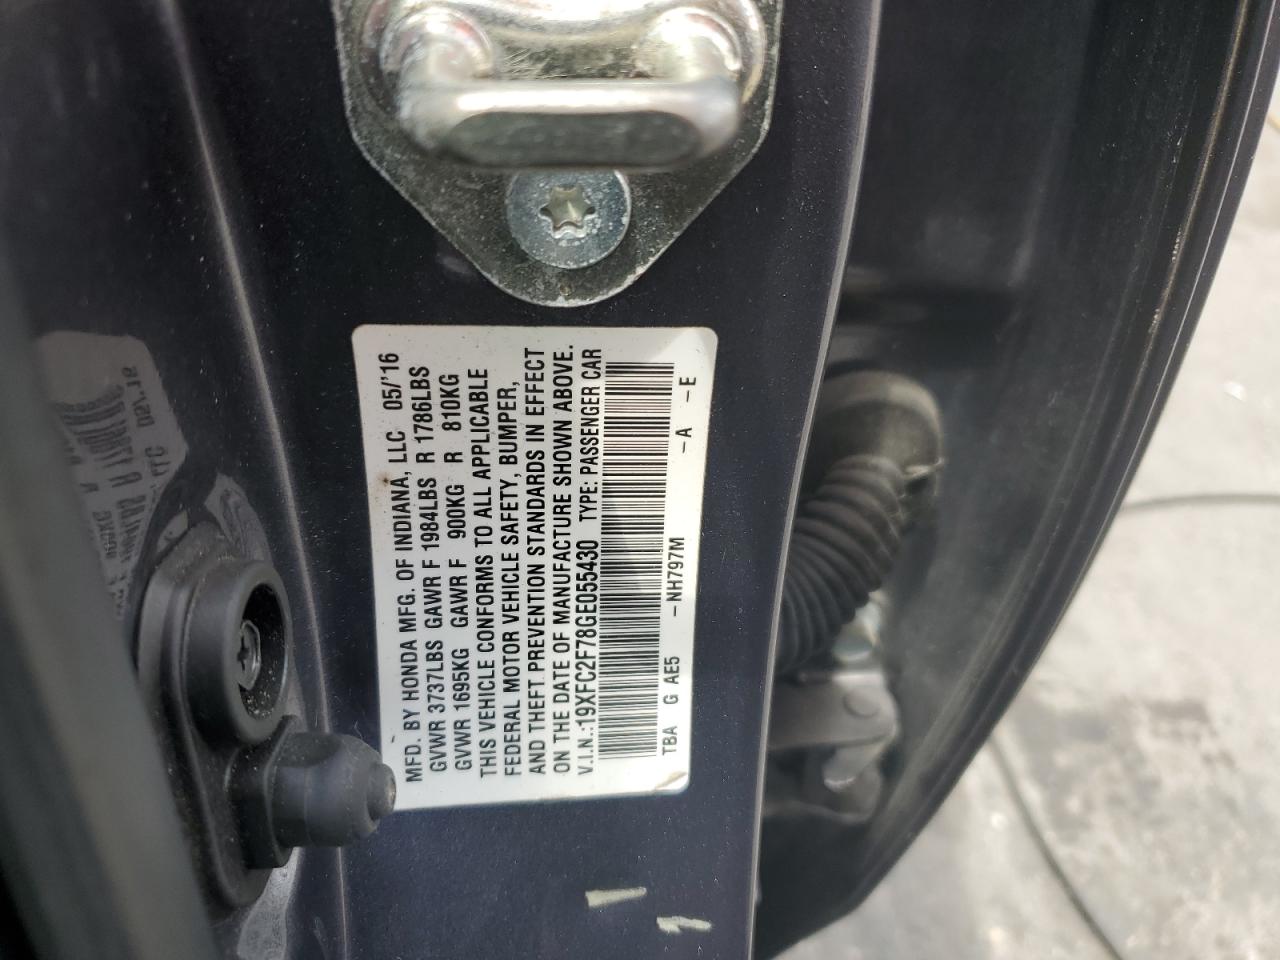 MFD. BY HONDA MFG. OF INDIANA, LLC 05/'16
GVWR 3737LBS GAWR F 1984LBS R 1786LBS
GVWR 1695KG GAWR F 900KG R 810KG
THIS VEHICLE CONFORMS TO ALL APPLICABLE
FEDERAL MOTOR VEHICLE SAFETY, BUMPER,
AND THEFT PREVENTION STANDARDS IN EFFECT
ON THE DATE OF MANUFACTURE SHOWN ABOVE.
V.I.N.:19XFC2F78GE055430 TYPE: PASSENGER CAR
TBA G AE5 -NH797M -A -E